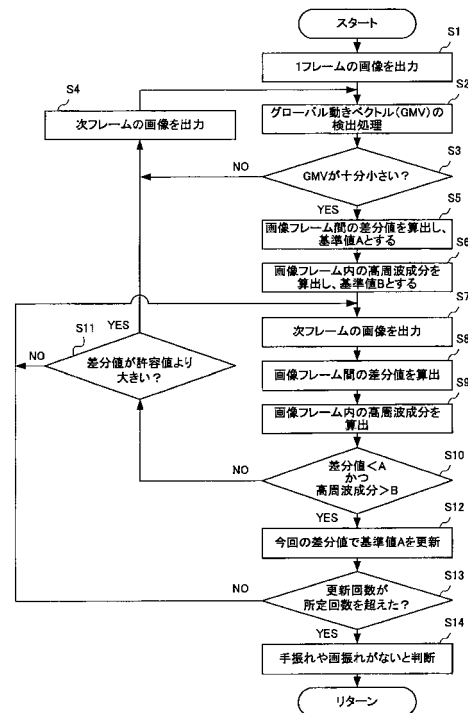 スタート
S1
1フレームの画像を出力
S2
グローバル動きベクトル(GMV)の
検出処理
S4
次フレームの画像を出力
S3
GMVが十分小さい?
NO
YES
S5
画像フレーム間の差分値を算出し、
基準値Aとする
S6
画像フレーム内の高周波成分を
算出し、基準値Bとする
S7
次フレームの画像を出力
S8
画像フレーム間の差分値を算出
S9
画像フレーム内の高周波成分を
算出
S10
差分値<A
かつ
高周波成分>B
NO
YES
S11
差分値が許容値より
大きい?
YES
NO
S12
今回の差分値で基準値Aを更新
S13
更新回数が
所定回数を超えた?
NO
YES
S14
手振れや画振れがないと判断
リターン